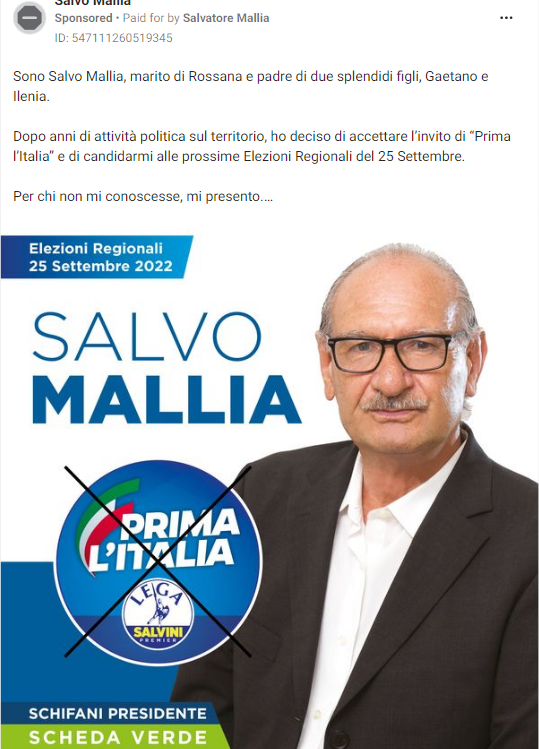 Salvo Mallia
Sponsored • Paid for by Salvatore Mallia
ID: 547111260519345
Sono Salvo Mallia, marito di Rossana e padre di due splendidi figli, Gaetano e
Ilenia.
Dopo anni di attività politica sul territorio, ho deciso di accettare l'invito di “Prima
l'Italia” e di candidarmi alle prossime Elezioni Regionali del 25 Settembre.
Per chi non mi conoscesse, mi presento....
Elezioni Regionali
25 Settembre 2022
SALVO
MALLIA
PRIMA
L'ITALIA
LEGA
SALVINI
PREMIER
SCHIFANI PRESIDENTE
SCHEDA VERDE